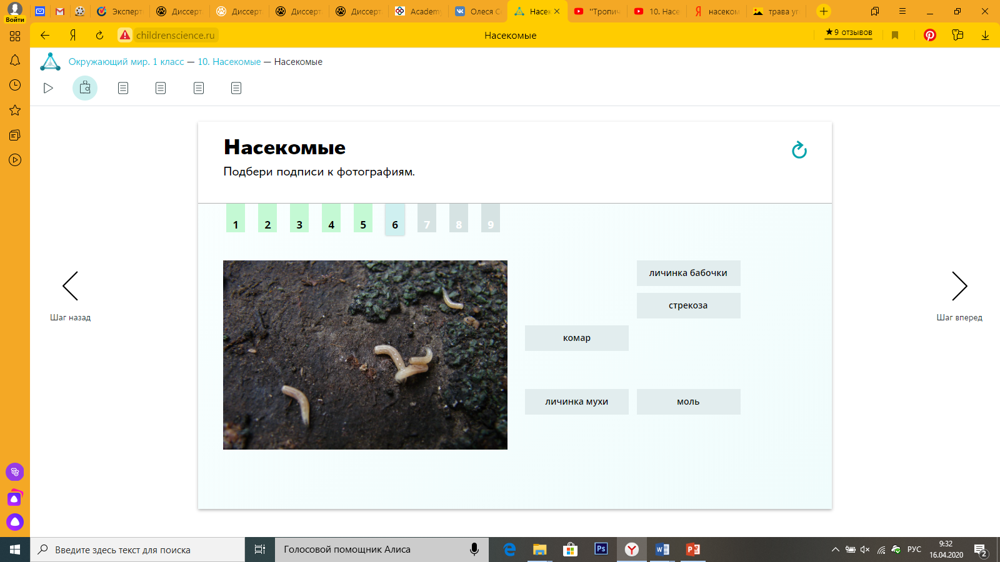 Войти
Эксперт
Диссерт
Диссерт
Диссерт
Диссерт
Academy
Олеся С
Насек
"Тропич
10. Насе
насеком
трава уг
childrenscience.ru
Насекомые
★9 отзывов
Окружающий мир. 1 класс — 10. Насекомые — Насекомые
Насекомые
Подбери подписи к фотографиям.
1 2 3 4 5 6 7 8 9
личинка бабочки
стрекоза
комар
личинка мухи
моль
Шаг назад
Шаг вперед
Введите здесь текст для поиска
Голосовой помощник Алиса
Ps
РУС
9:32
16.04.2020
2